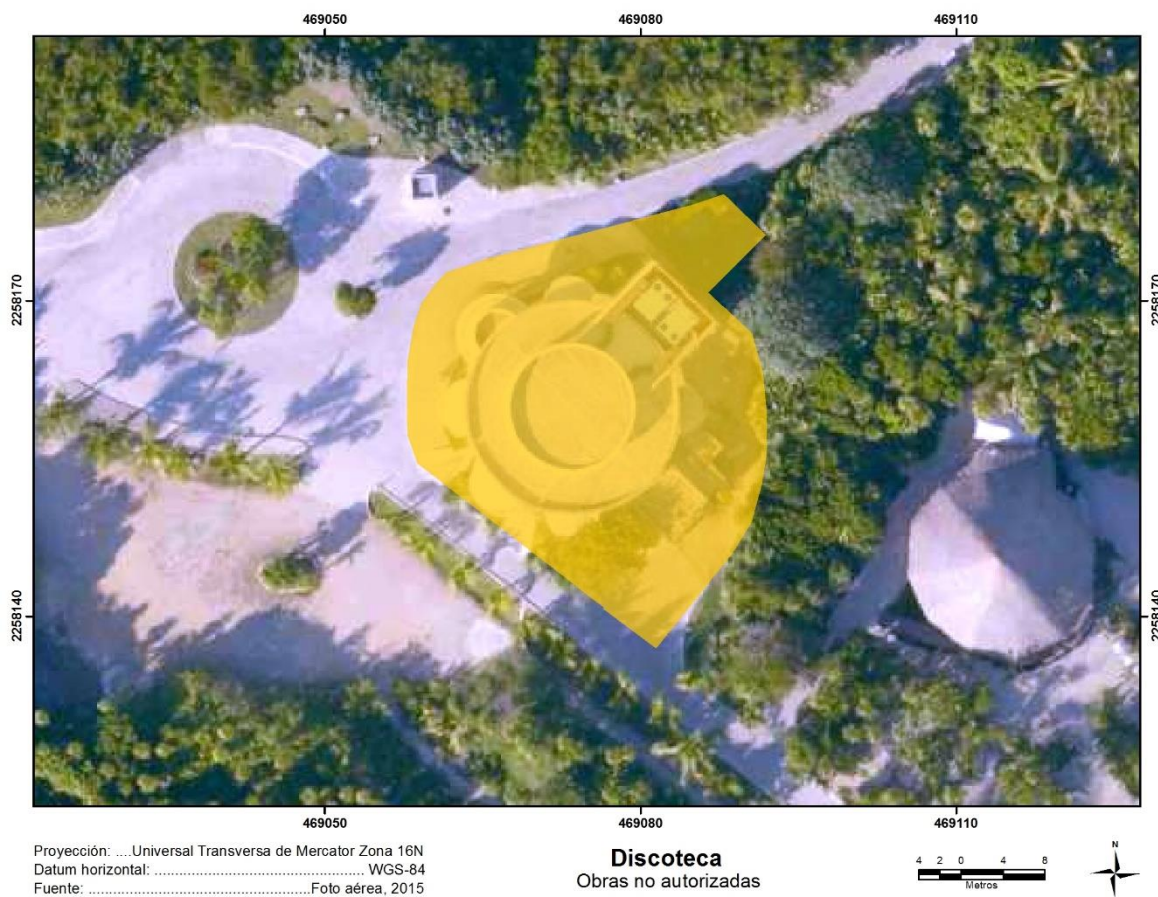 469050 469080 469110
2258170 2258170
2258140 2258140
469050 469080 469110
Proyección: ....Universal Transversa de Mercator Zona 16N
Datum horizontal: ........................................ WGS-84
Fuente: ..........................................Foto aérea, 2015
Discoteca
Obras no autorizadas
4 2 0 4 8
Metros
N